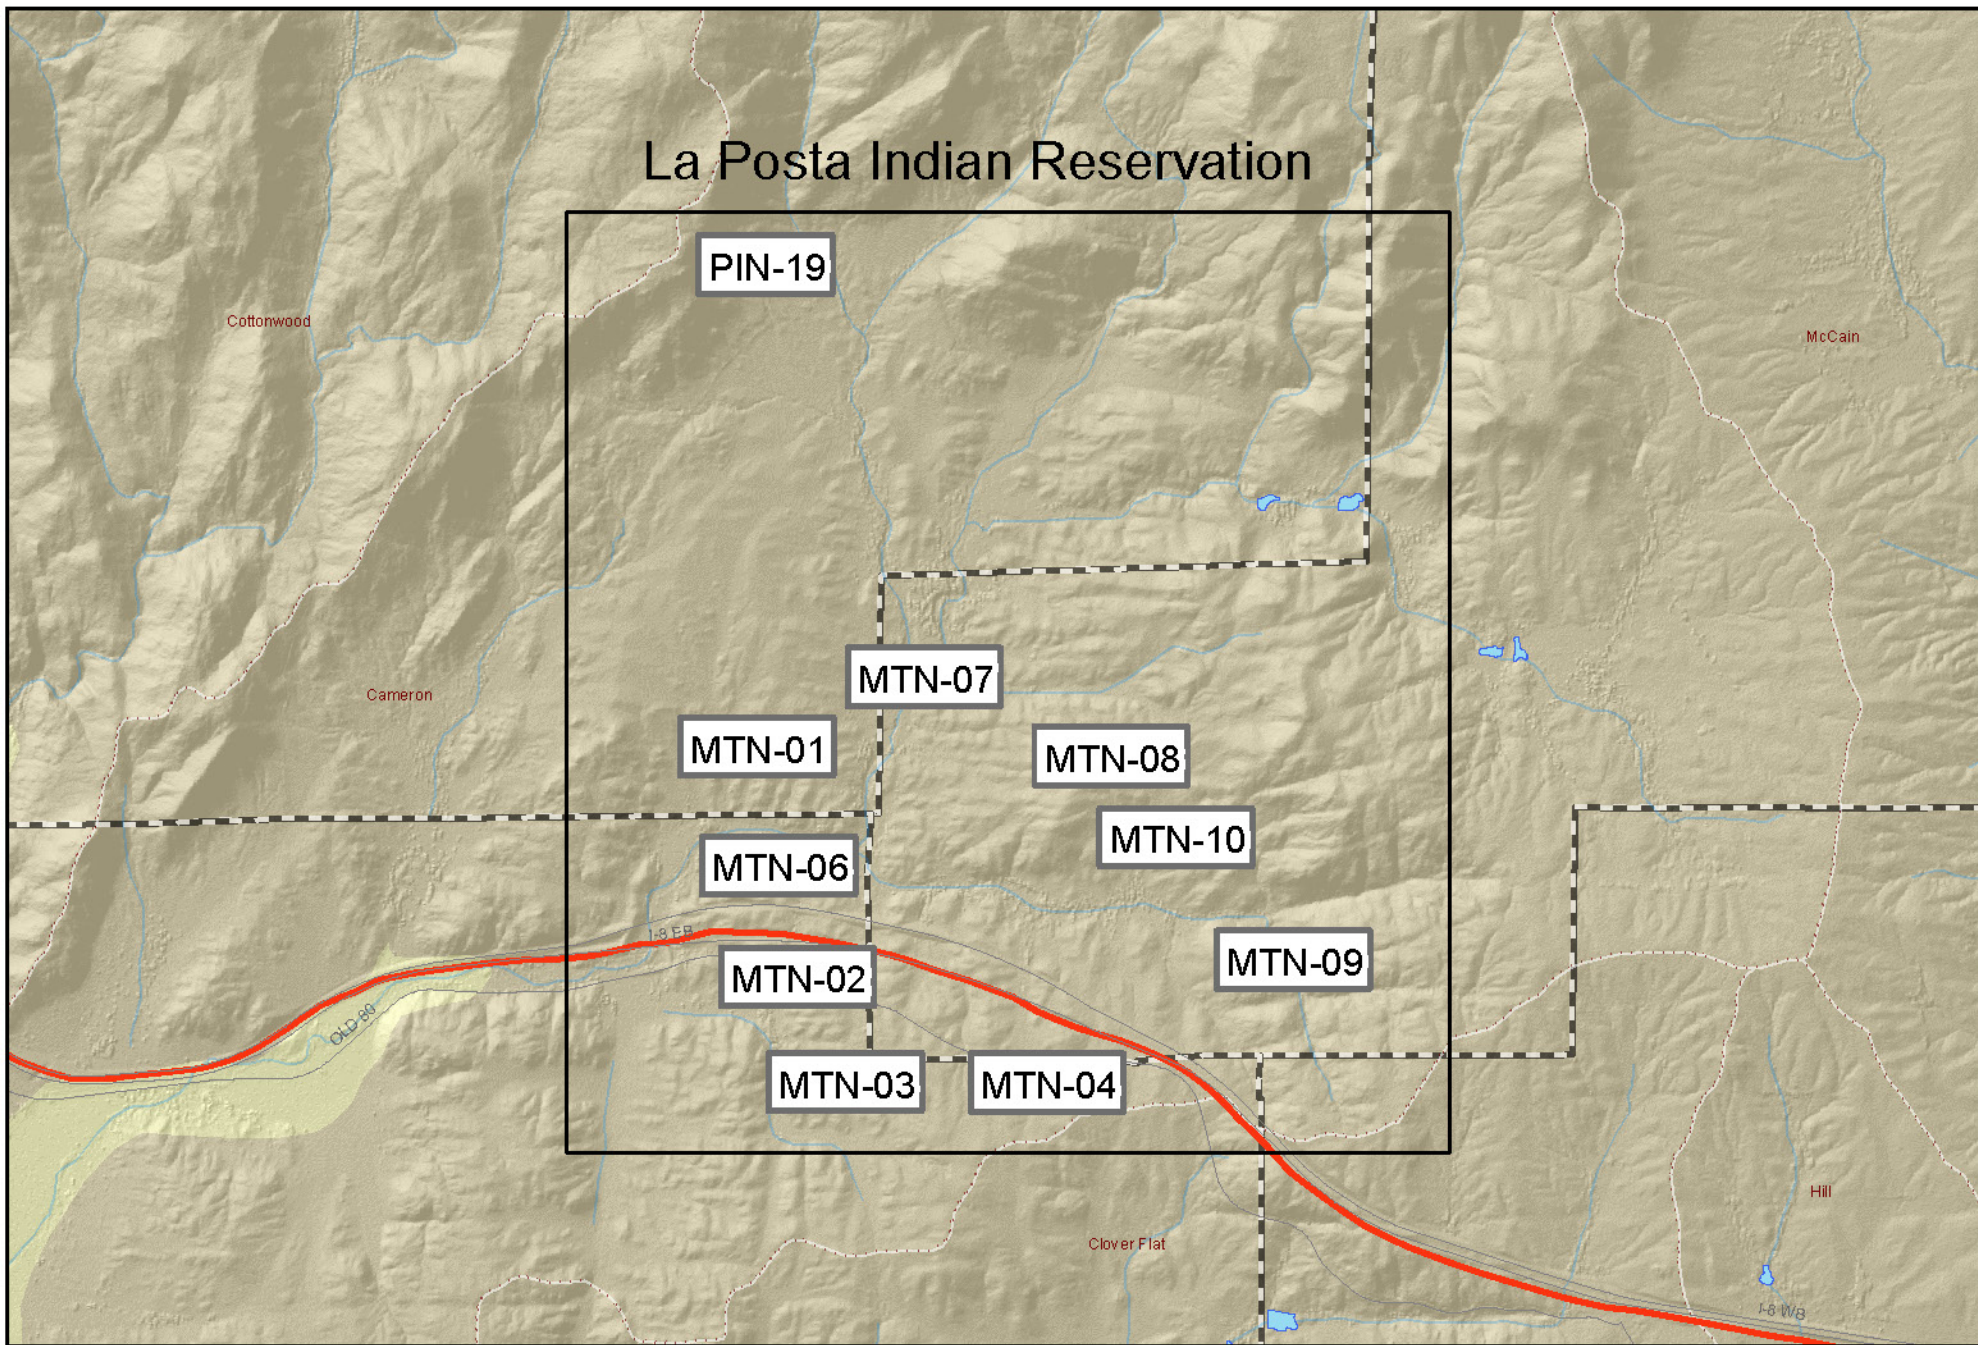 La Posta Indian Reservation
PIN-19
Cottonwood
McCain
MTN-07
Cameron
MTN-01
MTN-08
MTN-10
MTN-06
I-8 EB
MTN-09
MTN-02
OLD 80
MTN-03
MTN-04
Hill
Clover Flat
I-8 WB